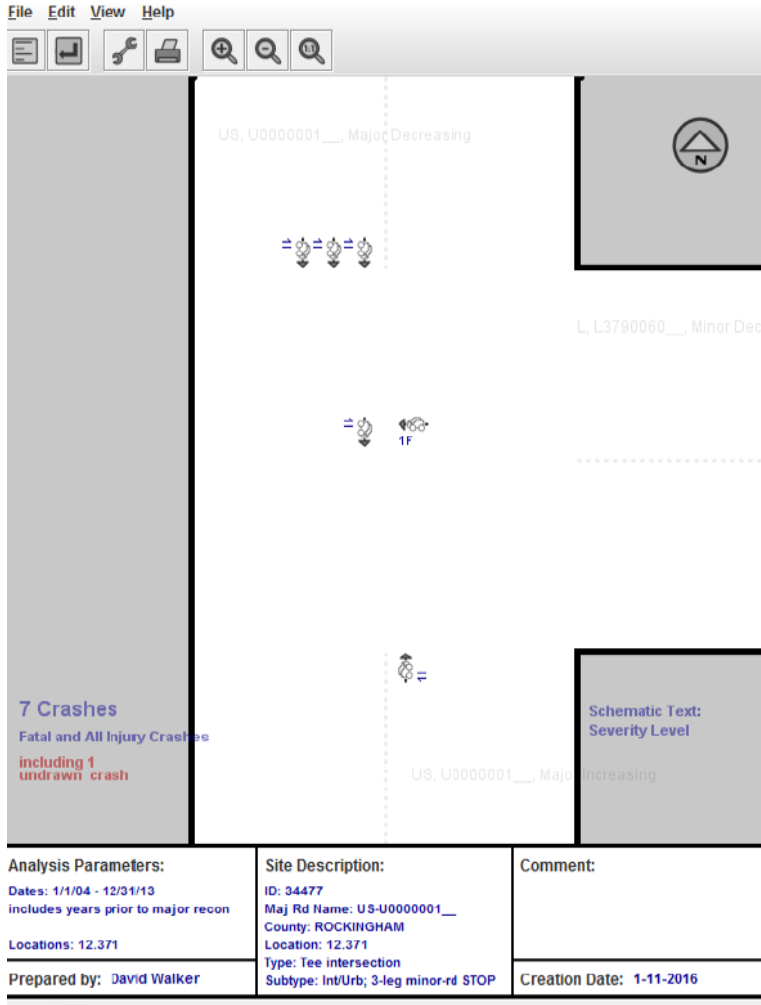 File Edit View Help
1:1
US, U0000001__, Major Decreasing
N
L, L3790060__, Minor Dec
1F
7 Crashes
Fatal and All Injury Crashes
including 1
undrawn crash
Schematic Text:
Severity Level
US, U0000001__, Major Increasing
Analysis Parameters:
Dates: 1/1/04 - 12/31/13
includes years prior to major recon
Locations: 12.371
Prepared by: David Walker
Site Description:
ID: 34477
Maj Rd Name: US-U0000001__
County: ROCKINGHAM
Location: 12.371
Type: Tee intersection
Subtype: Int/Urb; 3-leg minor-rd STOP
Comment:
Creation Date: 1-11-2016